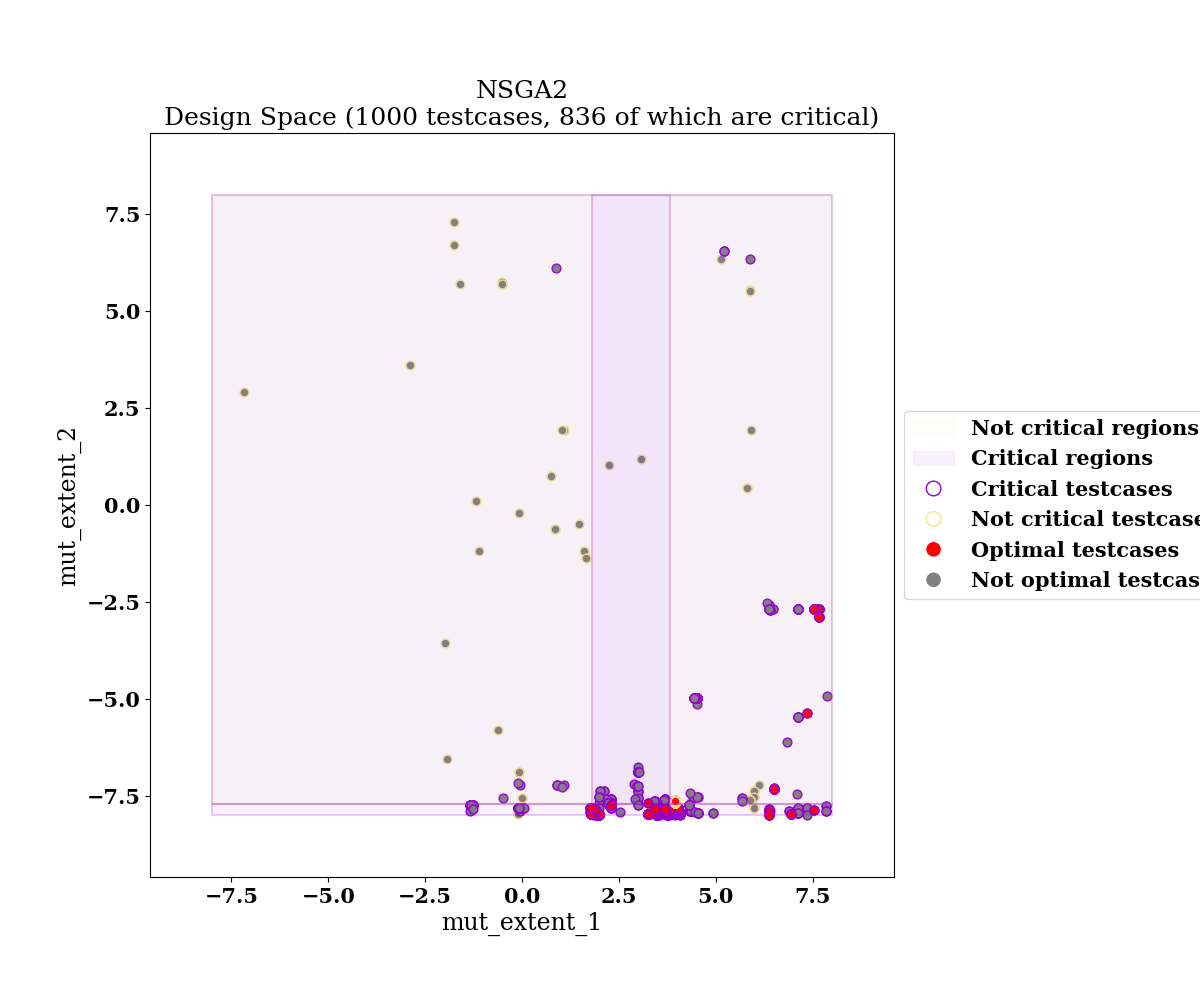 NSGA2
Design Space (1000 testcases, 836 of which are critical)
7.5
5.0
2.5
0.0
−2.5
−5.0
−7.5
mut_extent_2
−7.5 −5.0 −2.5 0.0 2.5 5.0 7.5
mut_extent_1
Not critical regions
Critical regions
Critical testcases
Not critical testcase
Optimal testcases
Not optimal testcas